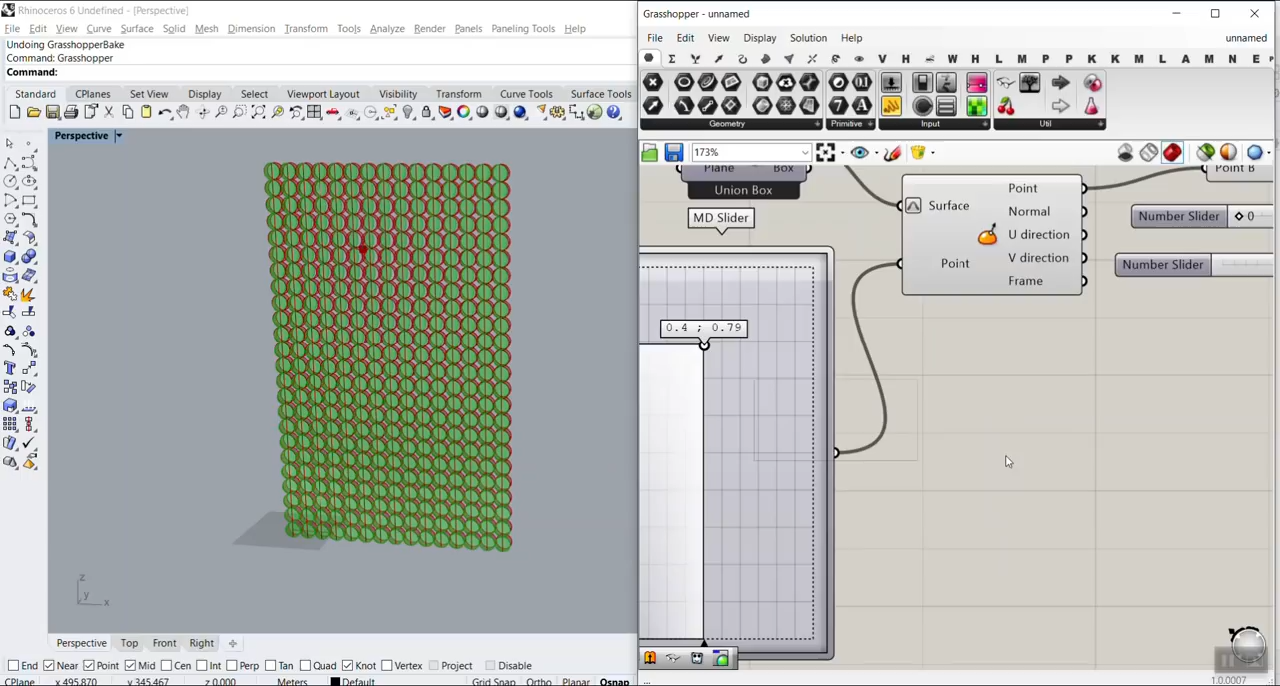 Rhinoceros 6 Undefined - [Perspective]
File Edit View Curve Surface Solid Mesh Dimension Transform Tools Analyze Render Panels Paneling Tools Help
Undoing GrasshopperBake
Command: Grasshopper
Command:
Standard CPlanes Set View Display Select Viewport Layout Visibility Transform Curve Tools Surface Tools
Perspective
z
y
x
Perspective Top Front Right
End Near Point Mid Cen Int Perp Tan Quad Knot Vertex Project Disable
CPlane x 495.870 y 345.467 z 0.000 Meters Default Grid Snap Ortho Planar Osnap
Grasshopper - unnamed
File Edit View Display Solution Help unnamed
V H L W H L M P P K K M L A M N E
Geometry Primitive Input Util
173%
Plane Box
Union Box
MD Slider
0.4 ; 0.79
Surface
Point
Point
Normal
U direction
V direction
Frame
Point B
Number Slider 0
Number Slider
...
1.0.0007